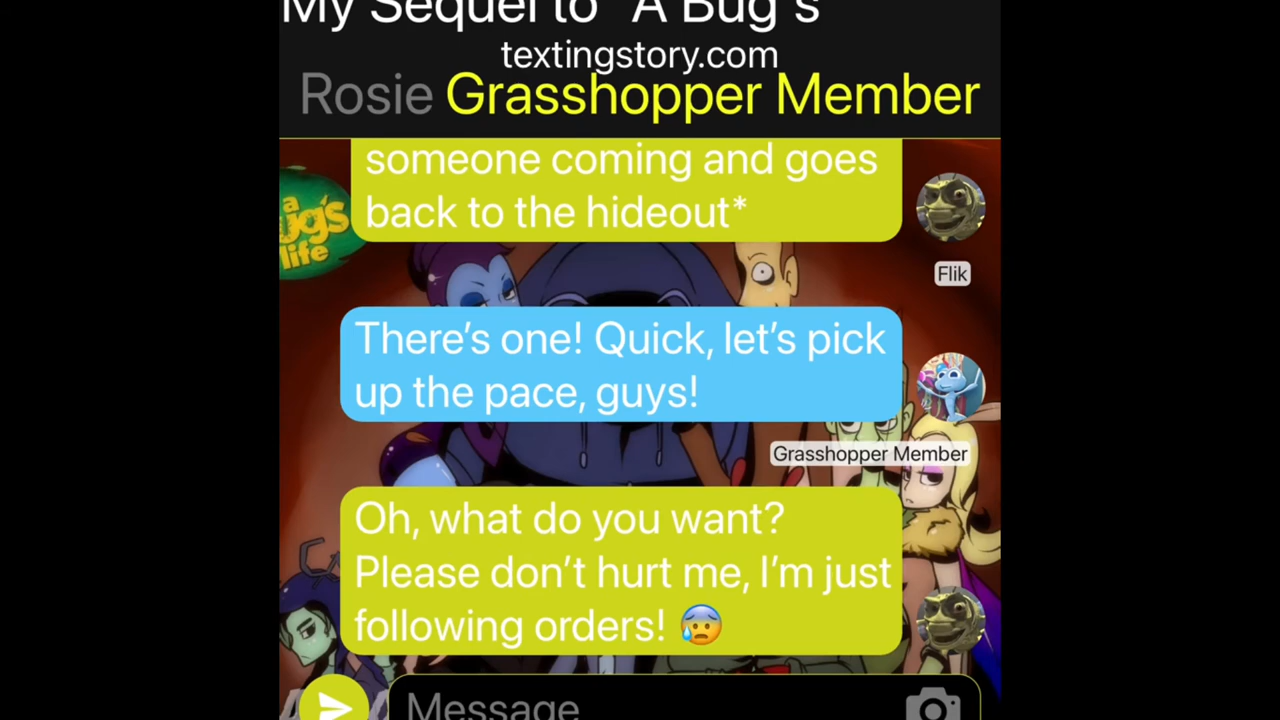 My Sequel to "A Bug's
textingstory.com
Rosie Grasshopper Member
someone coming and goes
back to the hideout*
a
bug's
life
Flik
There's one! Quick, let's pick
up the pace, guys!
Grasshopper Member
Oh, what do you want?
Please don't hurt me, I'm just
following orders! 😰
Message